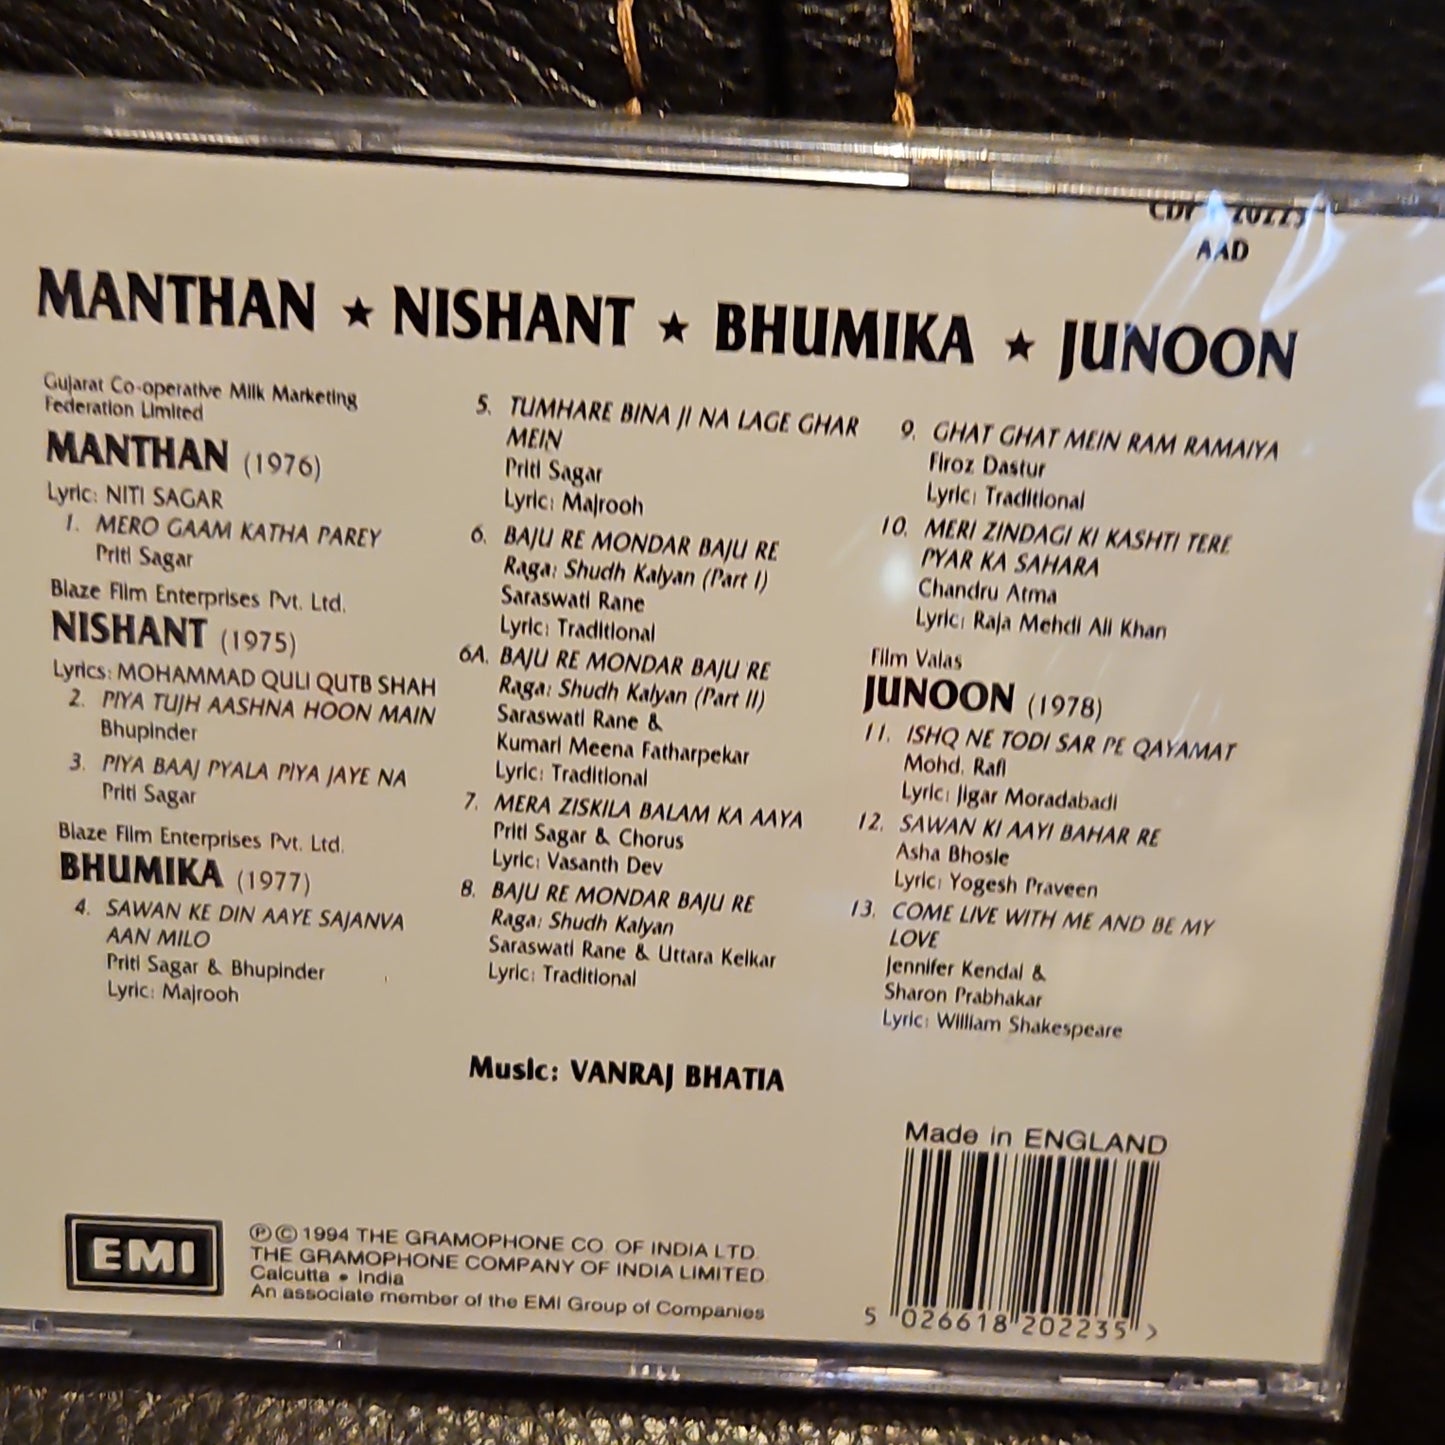 AAD
MANTHAN ★ NISHANT ★ BHUMIKA ★ JUNOON
Gujarat Co-operative Milk Marketing
Federation Limited
MANTHAN (1976)
Lyric: NITI SAGAR
1. MERO GAAM KATHA PAREY
Priti Sagar
Blaze Film Enterprises Pvt. Ltd.
NISHANT (1975)
Lyrics: MOHAMMAD QULI QUTB SHAH
2. PIYA TUJH AASHNA HOON MAIN
Bhupinder
3. PIYA BAAJ PYALA PIYA JAYE NA
Priti Sagar
Blaze Film Enterprises Pvt. Ltd.
BHUMIKA (1977)
4. SAWAN KE DIN AAYE SAJANVA
AAN MILO
Priti Sagar & Bhupinder
Lyric: Majrooh
5. TUMHARE BINA JI NA LAGE GHAR
MEIN
Priti Sagar
Lyric: Majrooh
6. BAJU RE MONDAR BAJU RE
Raga: Shudh Kalyan (Part I)
Saraswati Rane
Lyric: Traditional
6A. BAJU RE MONDAR BAJU RE
Raga: Shudh Kalyan (Part II)
Saraswati Rane &
Kumari Meena Fatharpekar
Lyric: Traditional
7. MERA ZISKILA BALAM KA AAYA
Priti Sagar & Chorus
Lyric: Vasanth Dev
8. BAJU RE MONDAR BAJU RE
Raga: Shudh Kalyan
Saraswati Rane & Uttara Kelkar
Lyric: Traditional
9. GHAT GHAT MEIN RAM RAMAIYA
Firoz Dastur
Lyric: Traditional
10. MERI ZINDAGI KI KASHTI TERE
PYAR KA SAHARA
Chandru Atma
Lyric: Raja Mehdi Ali Khan
Film Valas
JUNOON (1978)
11. ISHQ NE TODI SAR PE QAYAMAT
Mohd. Rafi
Lyric: Jigar Moradabadi
12. SAWAN KI AAYI BAHAR RE
Asha Bhosle
Lyric: Yogesh Praveen
13. COME LIVE WITH ME AND BE MY
LOVE
Jennifer Kendal &
Sharon Prabhakar
Lyric: William Shakespeare
Music: VANRAJ BHATIA
Made in ENGLAND
5 026618 202235 >
EMI
Ⓟ © 1994 THE GRAMOPHONE CO. OF INDIA LTD.
THE GRAMOPHONE COMPANY OF INDIA LIMITED.
Calcutta • India
An associate member of the EMI Group of Companies